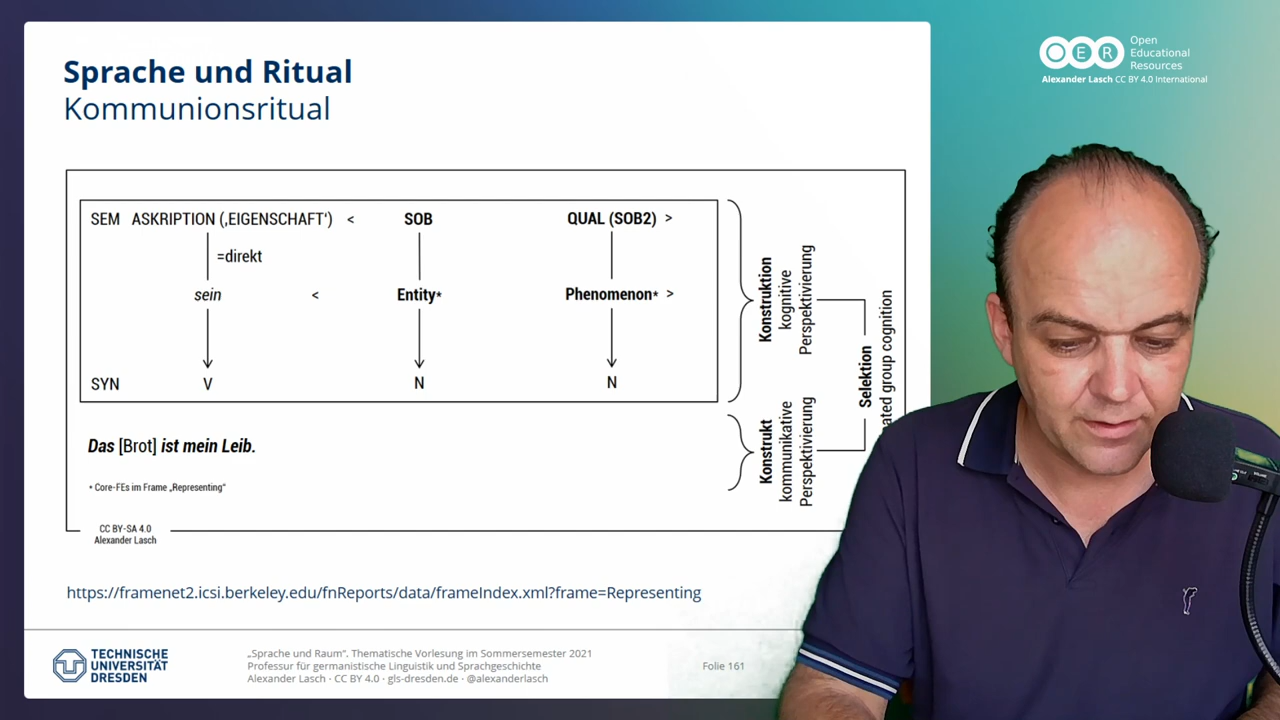 Sprache und Ritual
Kommunionsritual
OER
Open
Educational
Resources
Alexander Lasch CC BY 4.0 International
SEM ASKRIPTION (‚EIGENSCHAFT‘) < SOB QUAL (SOB2) >
=direkt
sein < Entity* Phenomenon* >
SYN V N N
Das [Brot] ist mein Leib.
* Core-FEs im Frame „Representing“
CC BY-SA 4.0
Alexander Lasch
Konstruktion
kognitive
Perspektivierung
Konstrukt
kommunikative
Perspektivierung
Selektion
group cognition
https://framenet2.icsi.berkeley.edu/fnReports/data/frameIndex.xml?frame=Representing
TECHNISCHE
UNIVERSITÄT
DRESDEN
„Sprache und Raum“. Thematische Vorlesung im Sommersemester 2021
Professur für germanistische Linguistik und Sprachgeschichte
Alexander Lasch · CC BY 4.0 · gls-dresden.de · @alexanderlasch
Folie 161